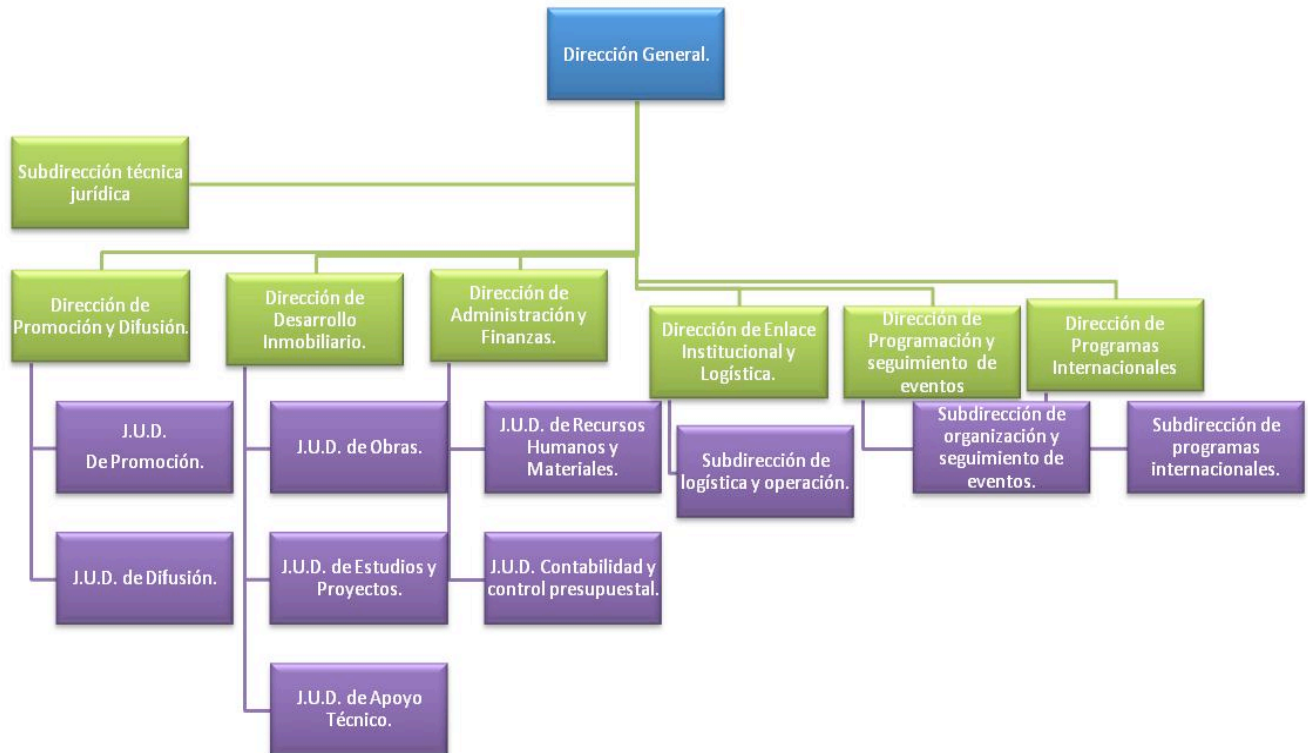 Dirección General.
Subdirección técnica
jurídica
Dirección de
Promoción y Difusión.
Dirección de
Desarrollo
Inmobiliario.
Dirección de
Administración y
Finanzas.
Dirección de Enlace
Institucional y
Logística.
Dirección de
Programación y
seguimiento de
eventos
Dirección de
Programas
Internacionales
J.U.D.
De Promoción.
J.U.D. de Obras.
J.U.D. de Recursos
Humanos y
Materiales.
Subdirección de
logística y operación.
Subdirección de
organización y
seguimiento de
eventos.
Subdirección de
programas
internacionales.
J.U.D. de Difusión.
J.U.D. de Estudios y
Proyectos.
J.U.D. Contabilidad y
control presupuestal.
J.U.D. de Apoyo
Técnico.